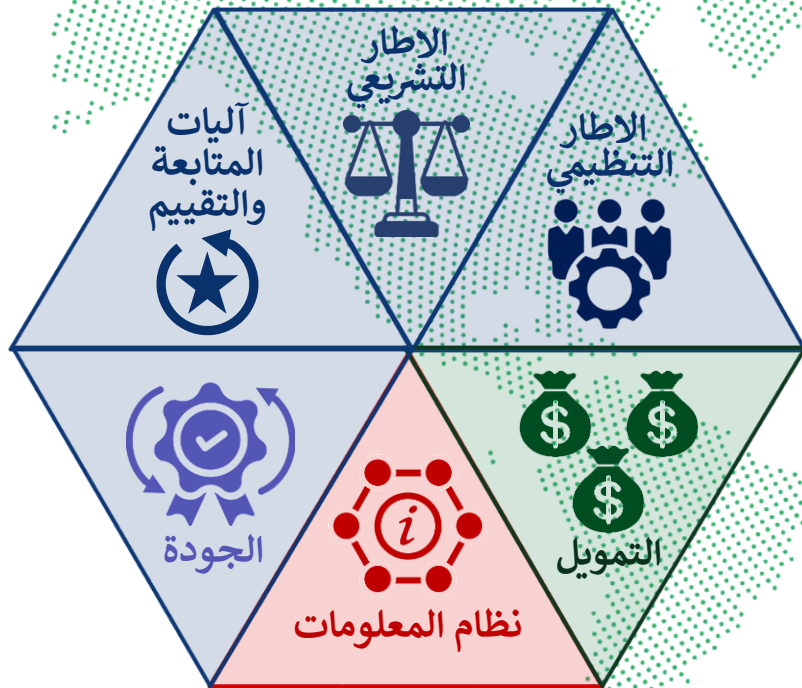 الاطار
التشريعي
الاطار
التنظيمي
آليات
المتابعة
والتقييم
$
$
$
التمويل
i
نظام المعلومات
الجودة